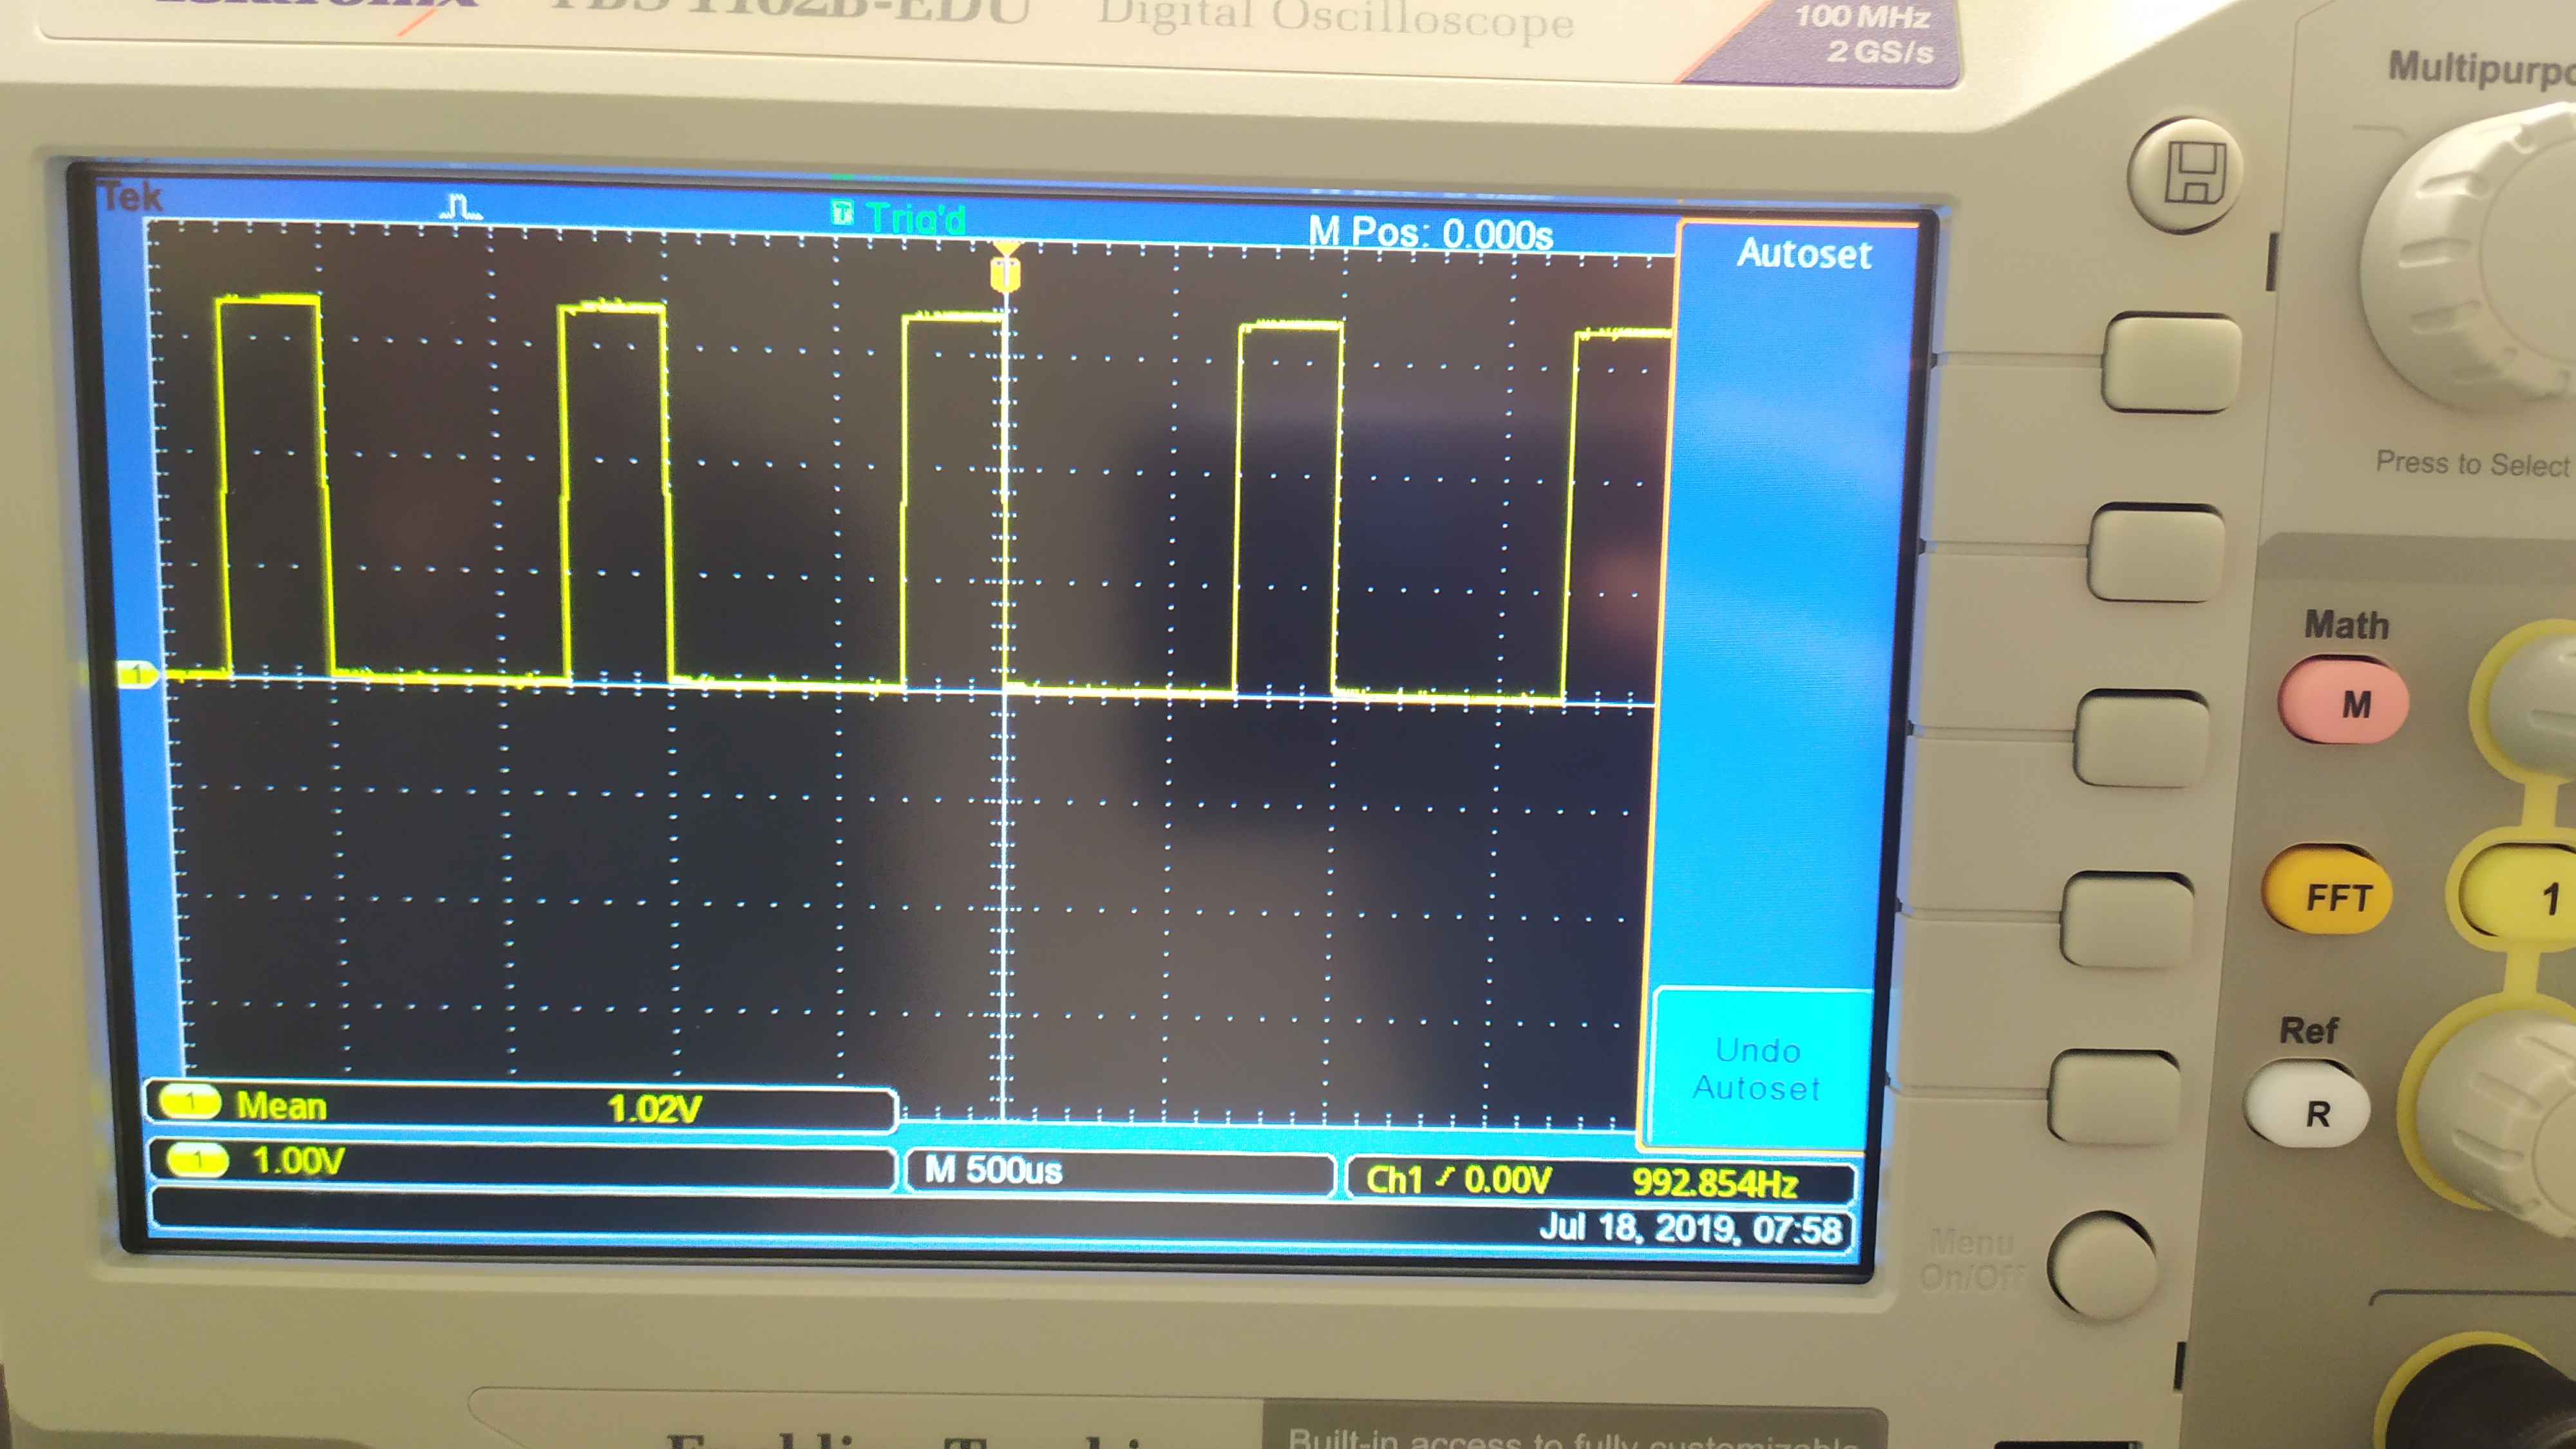 Tektronix TBS 1102B-EDU Digital Oscilloscope
100 MHz
2 GS/s
Press to Select
Tek
Trig'd
M Pos: 0.000s
Autoset
T
1
Math
M
FFT
1
Ref
R
Undo
Autoset
1 Mean 1.02V
1 1.00V
M 500us
Ch1 0.00V 992.854Hz
Jul 18, 2019, 07:58
Menu
On/Off
Built-in access to fully customizable